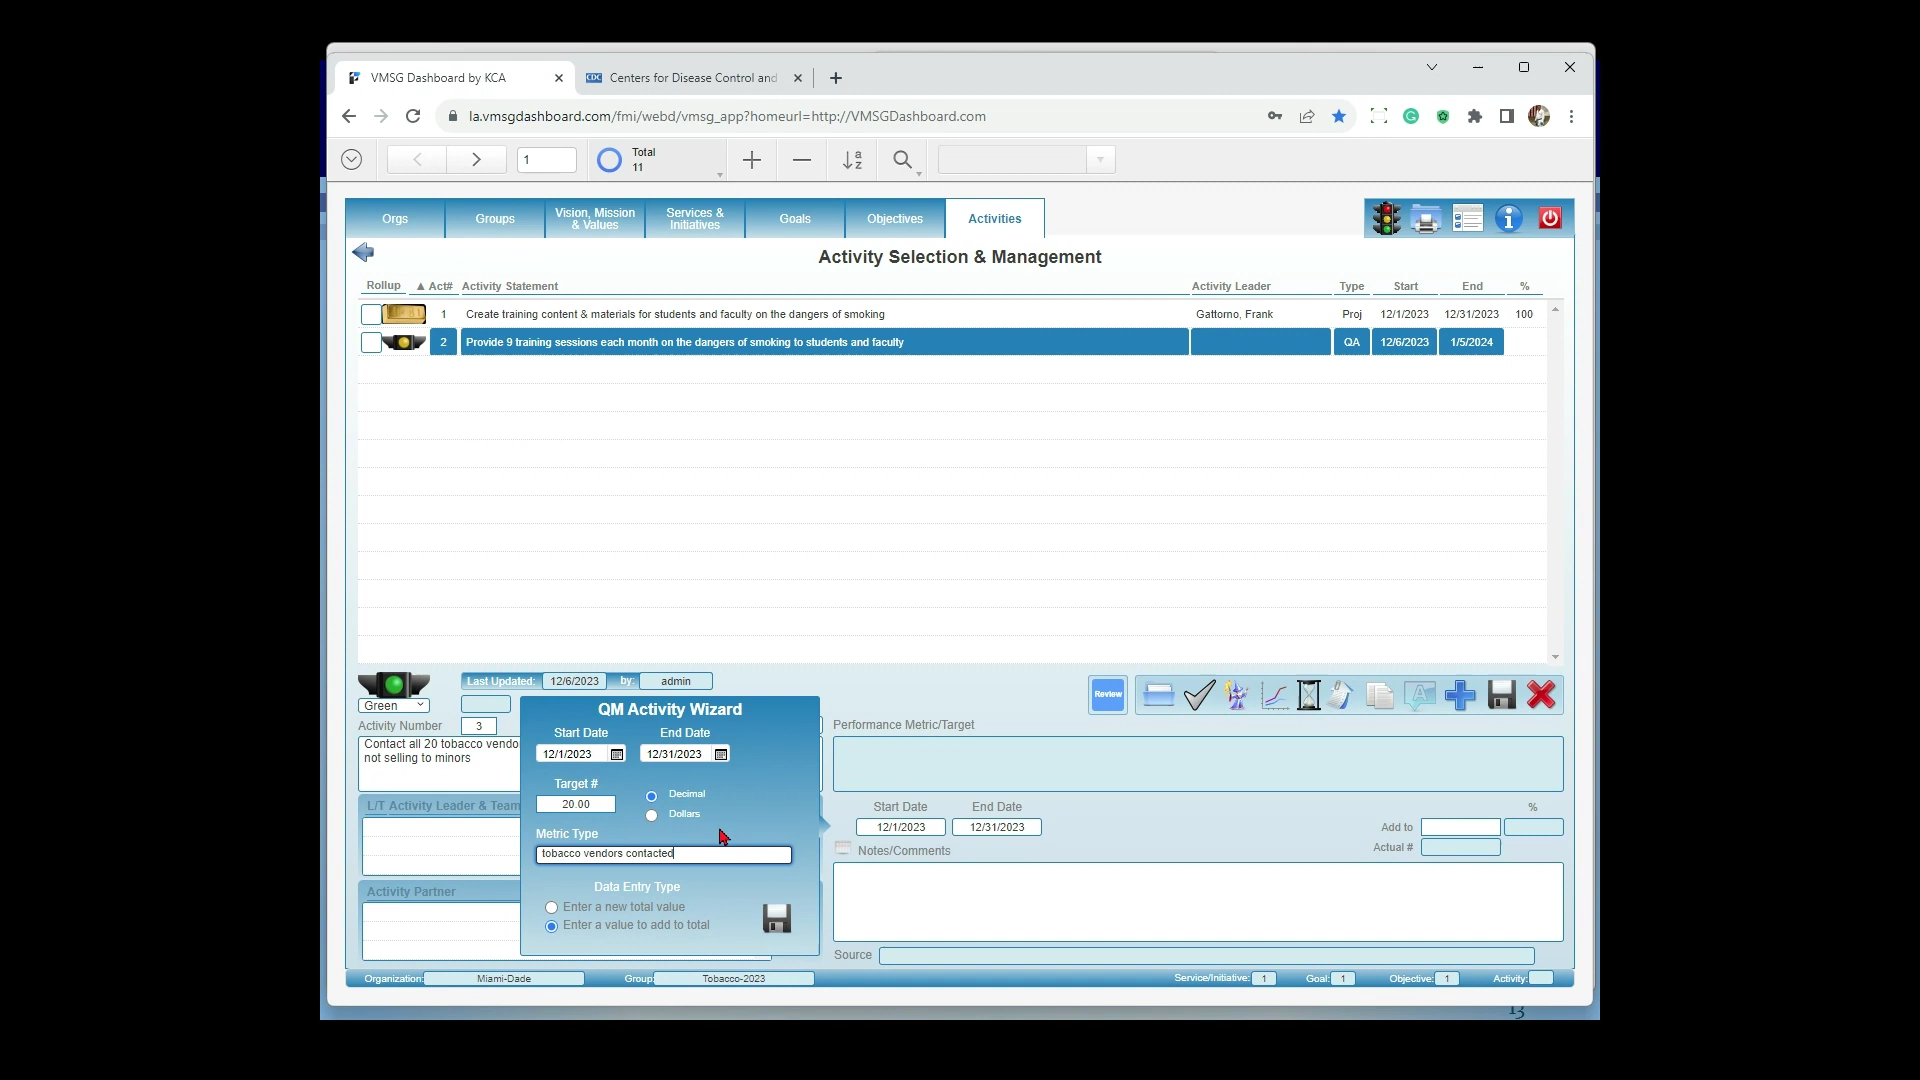 VMSG Dashboard by KCA
CDC Centers for Disease Control and
la.vmsgdashboard.com/fmi/webd/vmsg_app?homeurl=http://VMSGDashboard.com
1
Total
11
Orgs
Groups
Vision, Mission
& Values
Services &
Initiatives
Goals
Objectives
Activities
Activity Selection & Management
Rollup ▲ Act# Activity Statement Activity Leader Type Start End %
1 Create training content & materials for students and faculty on the dangers of smoking Gattorno, Frank Proj 12/1/2023 12/31/2023 100
2 Provide 9 training sessions each month on the dangers of smoking to students and faculty QA 12/6/2023 1/5/2024
Last Updated: 12/6/2023 by: admin
Review
Green
Activity Number 3
Contact all 20 tobacco vendo
not selling to minors
L/T Activity Leader & Team
Activity Partner
QM Activity Wizard
Start Date End Date
12/1/2023 12/31/2023
Target #
20.00
Decimal
Dollars
Metric Type
tobacco vendors contacted
Data Entry Type
Enter a new total value
Enter a value to add to total
Performance Metric/Target
Start Date End Date %
12/1/2023 12/31/2023
Add to
Actual #
Notes/Comments
Source
Organization: Miami-Dade Group: Tobacco-2023 Service/Initiative: 1 Goal: 1 Objective: 1 Activity:
13